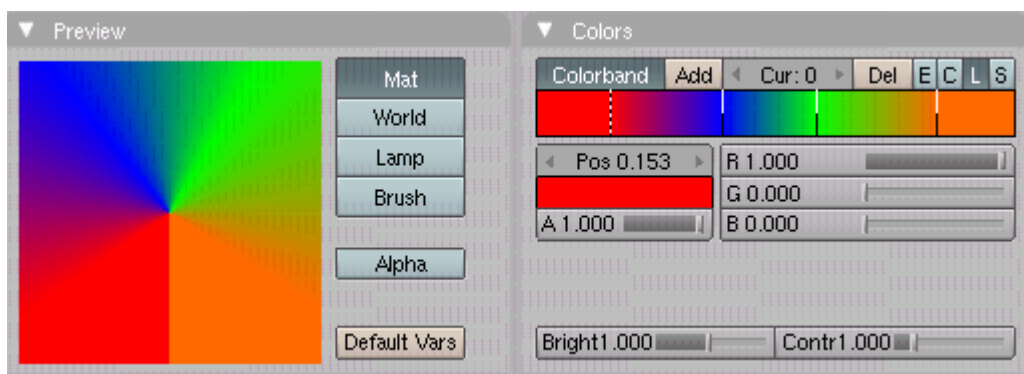 Preview
Mat
World
Lamp
Brush
Alpha
Default Vars
Colors
Colorband Add Cur: 0 Del E C L S
Pos 0.153
R 1.000
G 0.000
A 1.000
B 0.000
Bright1.000 Contr1.000